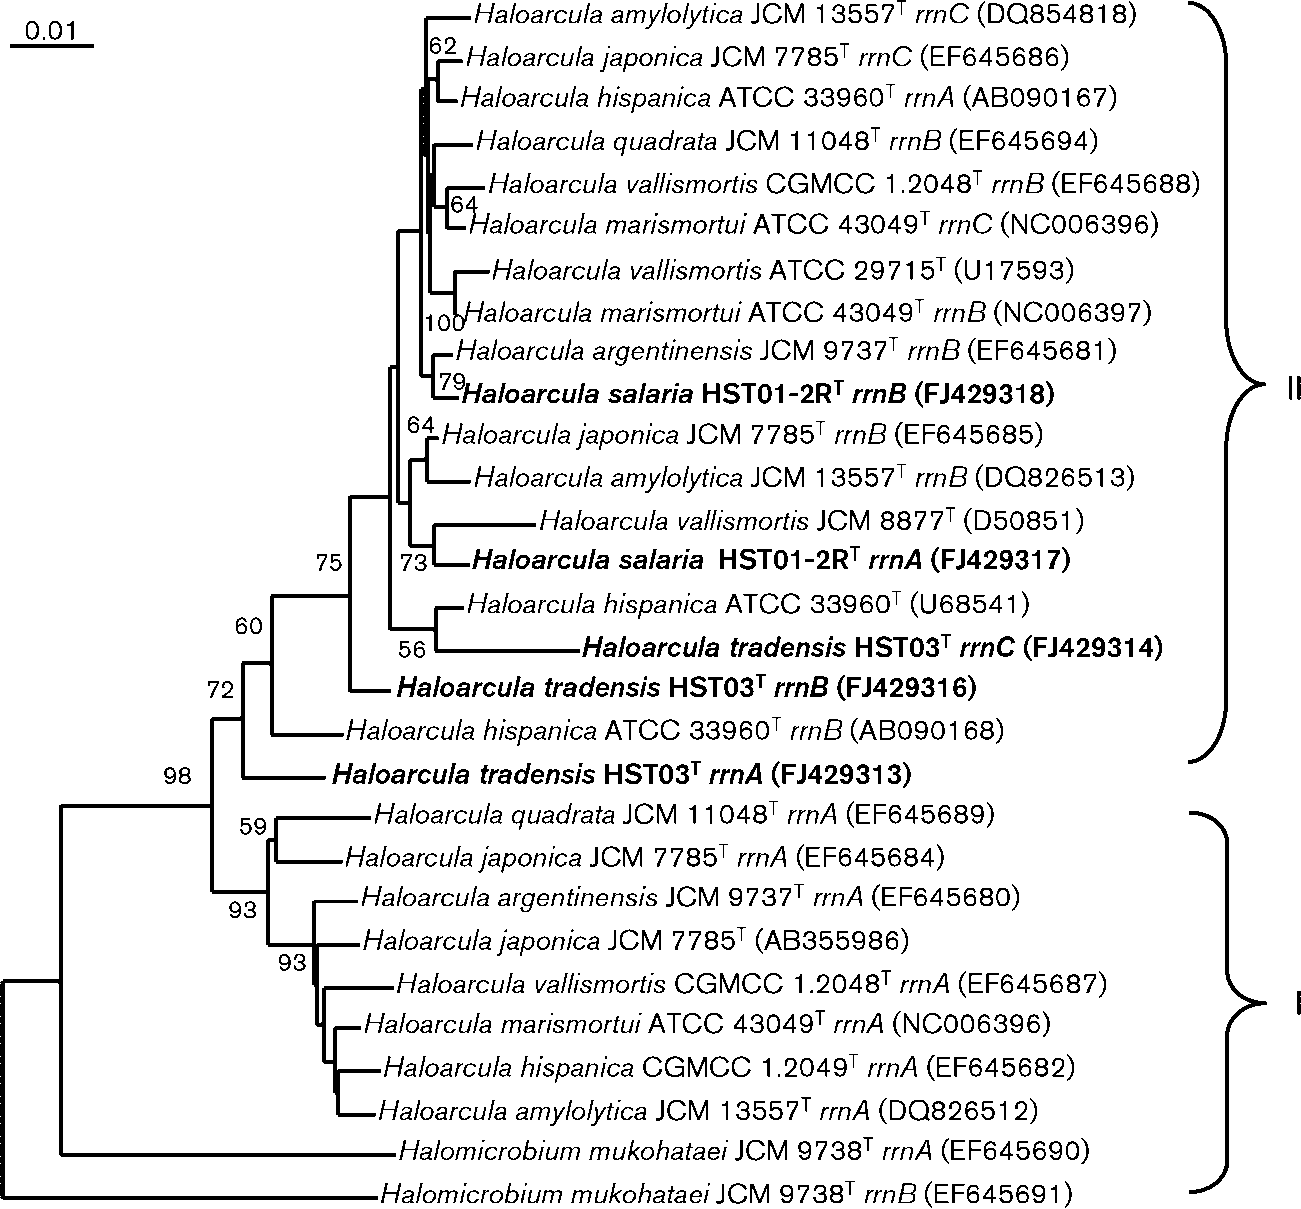 0.01
Haloarcula amylolytica JCM 13557ᵀ rrnC (DQ854818)
62
Haloarcula japonica JCM 7785ᵀ rrnC (EF645686)
Haloarcula hispanica ATCC 33960ᵀ rrnA (AB090167)
Haloarcula quadrata JCM 11048ᵀ rrnB (EF645694)
Haloarcula vallismortis CGMCC 1.2048ᵀ rrnB (EF645688)
64
Haloarcula marismortui ATCC 43049ᵀ rrnC (NC006396)
Haloarcula vallismortis ATCC 29715ᵀ (U17593)
Haloarcula marismortui ATCC 43049ᵀ rrnB (NC006397)
100
Haloarcula argentinensis JCM 9737ᵀ rrnB (EF645681)
79
Haloarcula salaria HST01-2Rᵀ rrnB (FJ429318)
II
64
Haloarcula japonica JCM 7785ᵀ rrnB (EF645685)
Haloarcula amylolytica JCM 13557ᵀ rrnB (DQ826513)
Haloarcula vallismortis JCM 8877ᵀ (D50851)
73
Haloarcula salaria HST01-2Rᵀ rrnA (FJ429317)
75
Haloarcula hispanica ATCC 33960ᵀ (U68541)
60
56
Haloarcula tradensis HST03ᵀ rrnC (FJ429314)
72
Haloarcula tradensis HST03ᵀ rrnB (FJ429316)
Haloarcula hispanica ATCC 33960ᵀ rrnB (AB090168)
98
Haloarcula tradensis HST03ᵀ rrnA (FJ429313)
Haloarcula quadrata JCM 11048ᵀ rrnA (EF645689)
59
Haloarcula japonica JCM 7785ᵀ rrnA (EF645684)
Haloarcula argentinensis JCM 9737ᵀ rrnA (EF645680)
93
Haloarcula japonica JCM 7785ᵀ (AB355986)
93
Haloarcula vallismortis CGMCC 1.2048ᵀ rrnA (EF645687)
I
Haloarcula marismortui ATCC 43049ᵀ rrnA (NC006396)
Haloarcula hispanica CGMCC 1.2049ᵀ rrnA (EF645682)
Haloarcula amylolytica JCM 13557ᵀ rrnA (DQ826512)
Halomicrobium mukohataei JCM 9738ᵀ rrnA (EF645690)
Halomicrobium mukohataei JCM 9738ᵀ rrnB (EF645691)